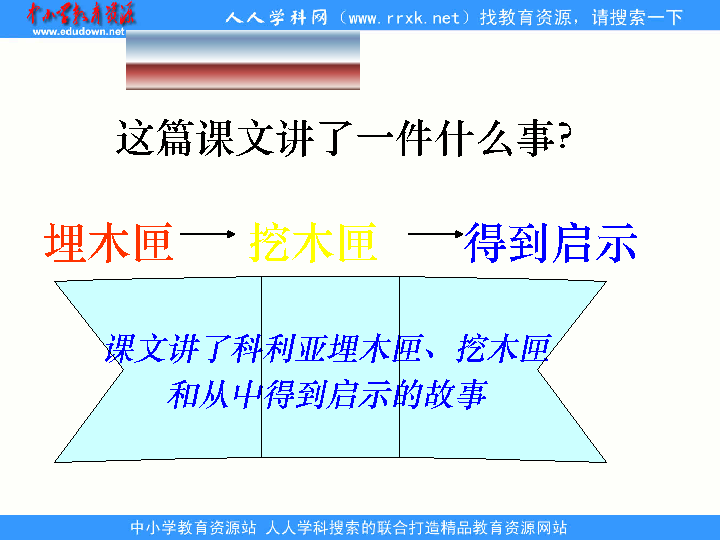 中小学教育资源
www.edudown.net
人人学科网（www.rrxk.net）找教育资源，请搜索一下
这篇课文讲了一件什么事?
埋木匣 挖木匣 得到启示
课文讲了科利亚埋木匣、挖木匣
和从中得到启示的故事
中小学教育资源站 人人学科搜索的联合打造精品教育资源网站